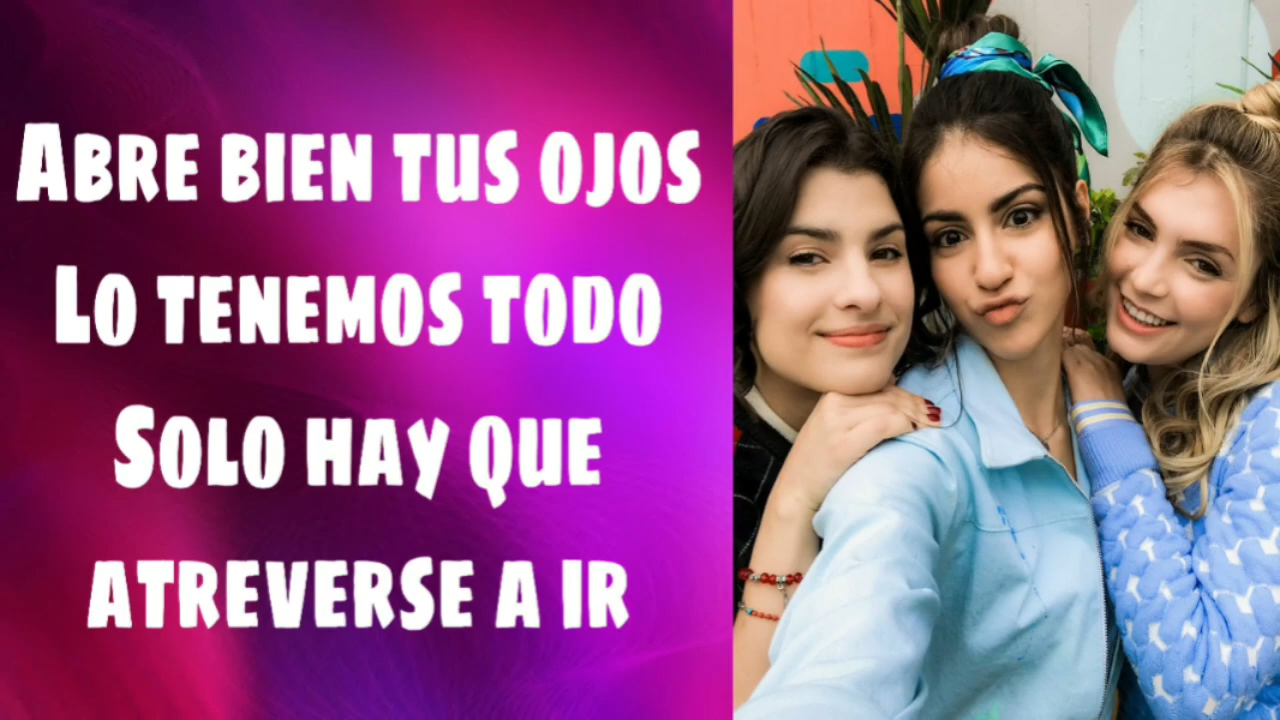 Abre bien tus ojos
Lo tenemos todo
Solo hay que
atreverse a ir